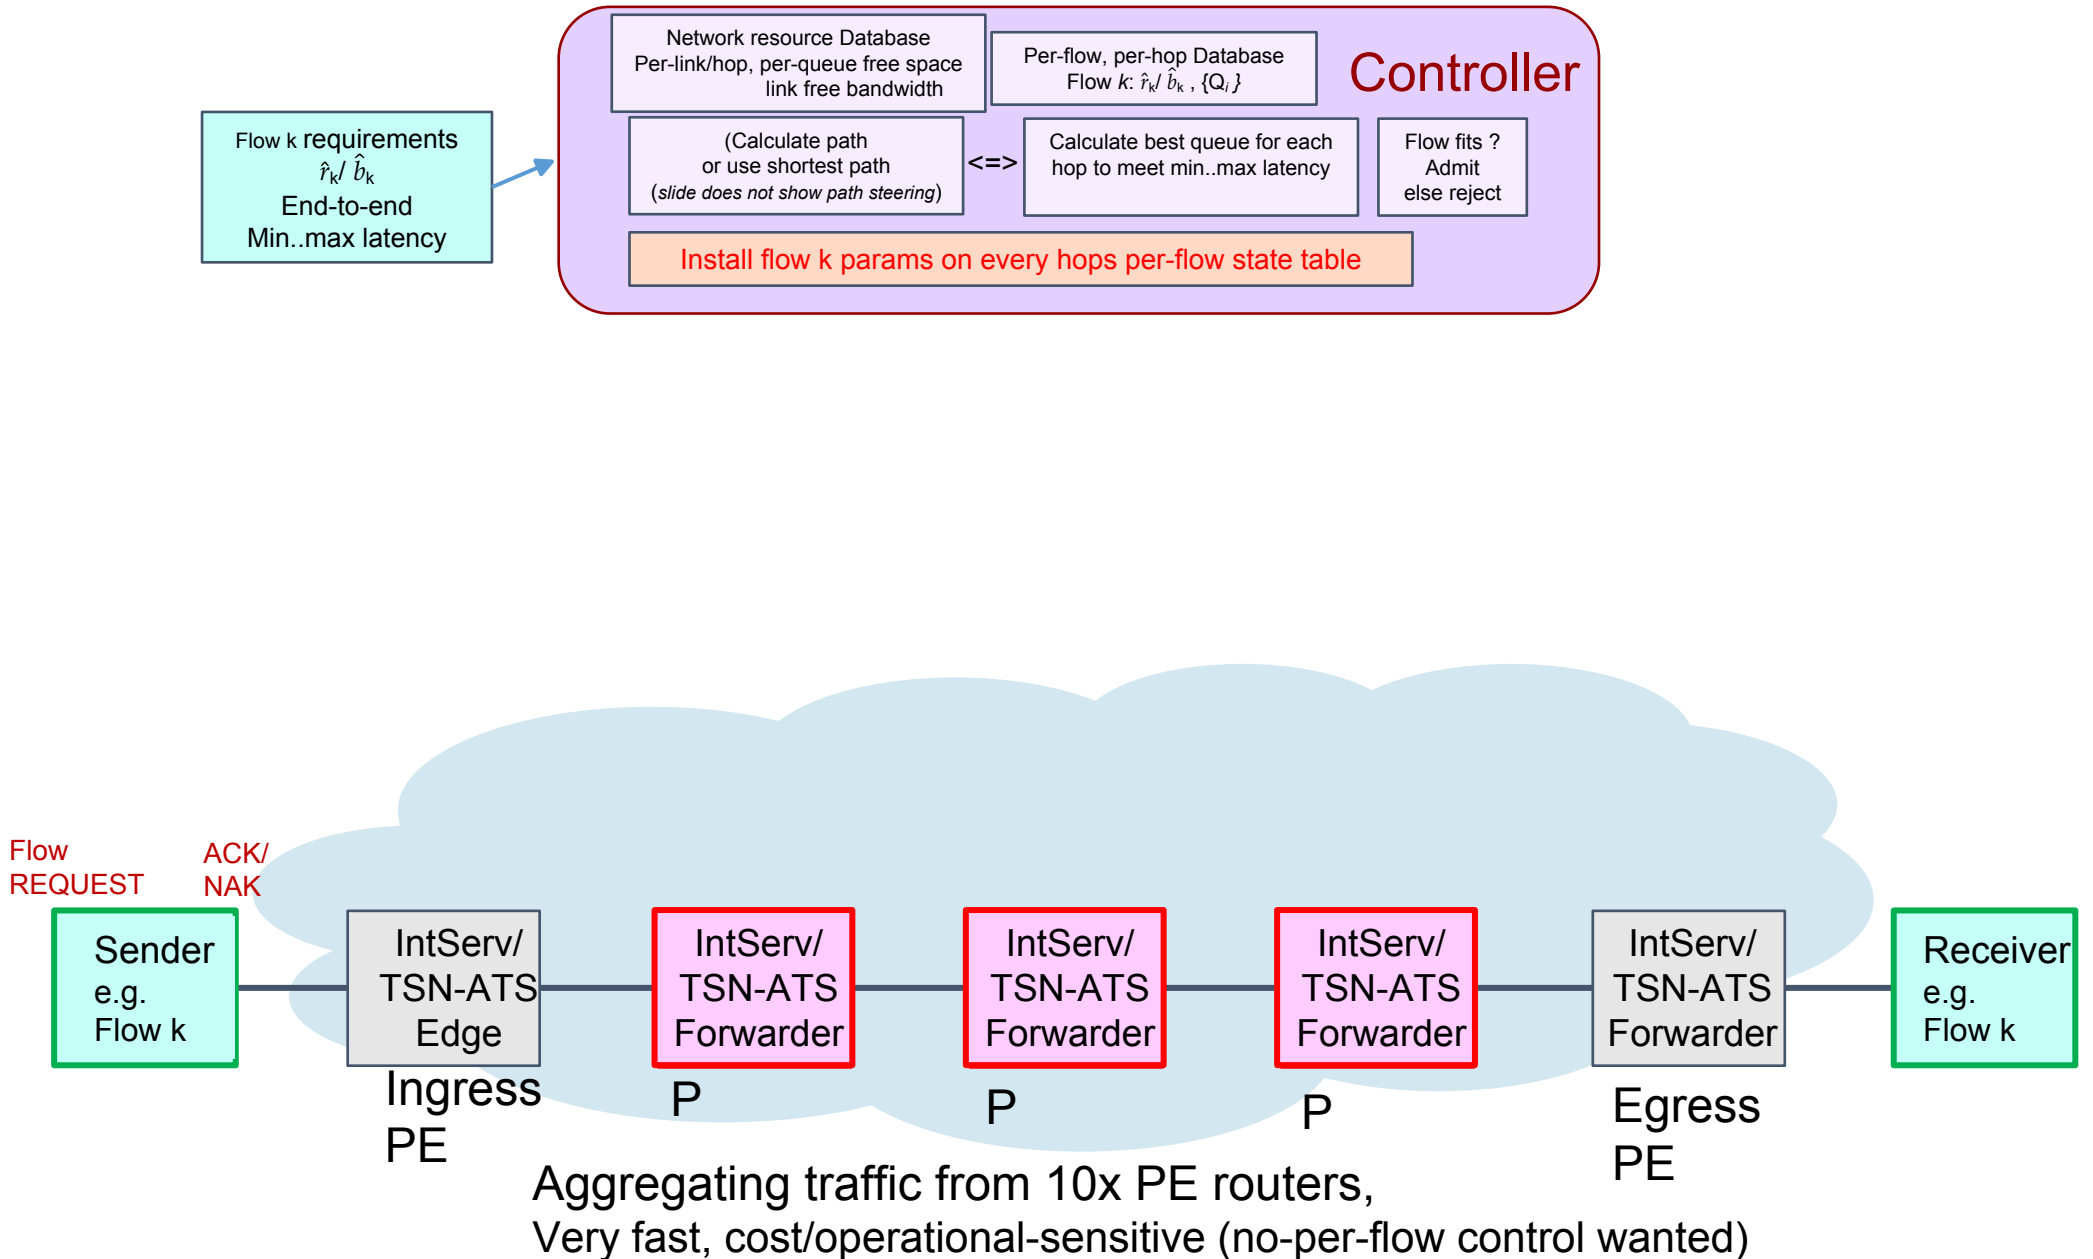 Network resource Database
Per-link/hop, per-queue free space
link free bandwidth
Per-flow, per-hop Database
Flow k: r̂k/ b̂k , {Qi}
Controller
Flow k requirements
r̂k/ b̂k
End-to-end
Min..max latency
(Calculate path
or use shortest path
(slide does not show path steering)
<=>
Calculate best queue for each
hop to meet min..max latency
Flow fits ?
Admit
else reject
Install flow k params on every hops per-flow state table
Flow
REQUEST
ACK/
NAK
Sender
e.g.
Flow k
IntServ/
TSN-ATS
Edge
Ingress
PE
IntServ/
TSN-ATS
Forwarder
P
IntServ/
TSN-ATS
Forwarder
P
IntServ/
TSN-ATS
Forwarder
P
IntServ/
TSN-ATS
Forwarder
Egress
PE
Receiver
e.g.
Flow k
Aggregating traffic from 10x PE routers,
Very fast, cost/operational-sensitive (no-per-flow control wanted)